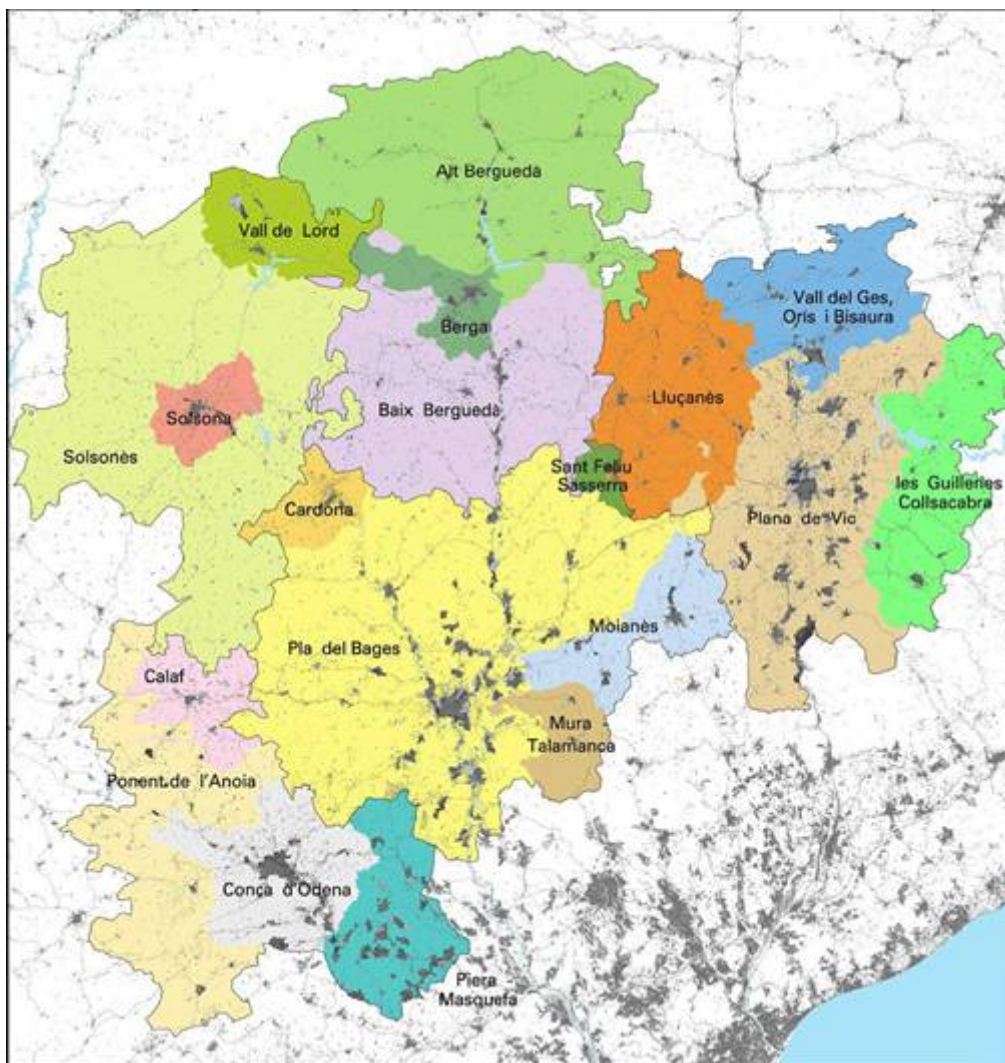 Alt Berguedà
Vall de Lord
Vall del Ges,
Orís i Bisaura
Berga
Baix Berguedà
Lluçanès
Solsona
Solsonès
Sant Feliu
Sasserra
les Guilleries
Collsacabra
Cardona
Plana de Vic
Moianès
Pla del Bages
Calaf
Mura
Talamanca
Ponent de l'Anoia
Conca d'Odena
Piera
Masquefa